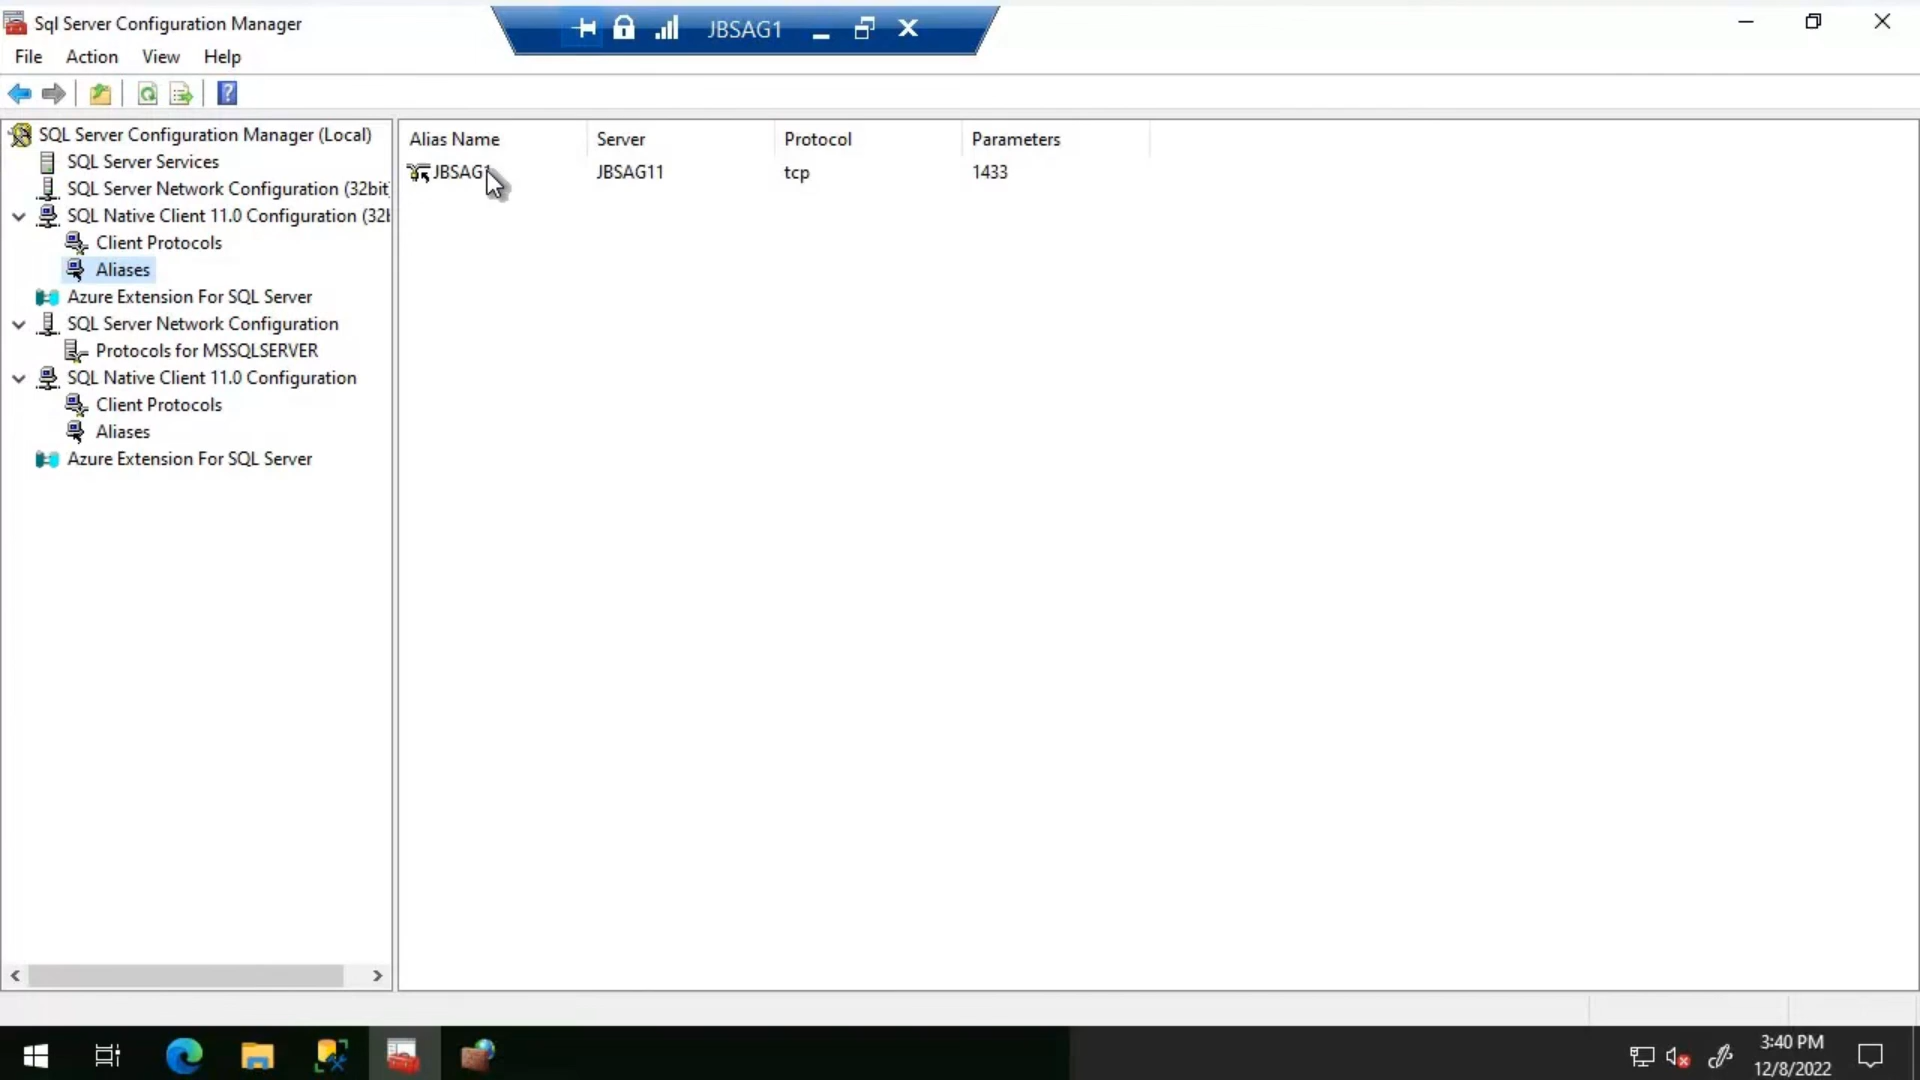 Sql Server Configuration Manager
JBSAG1
File Action View Help
SQL Server Configuration Manager (Local)
SQL Server Services
SQL Server Network Configuration (32bit
SQL Native Client 11.0 Configuration (32b
Client Protocols
Aliases
Azure Extension For SQL Server
SQL Server Network Configuration
Protocols for MSSQLSERVER
SQL Native Client 11.0 Configuration
Client Protocols
Aliases
Azure Extension For SQL Server
Alias Name Server Protocol Parameters
JBSAG1 JBSAG11 tcp 1433
3:40 PM
12/8/2022